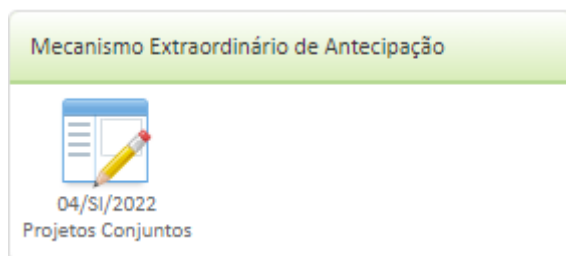 Mecanismo Extraordinário de Antecipação
04/SI/2022
Projetos Conjuntos